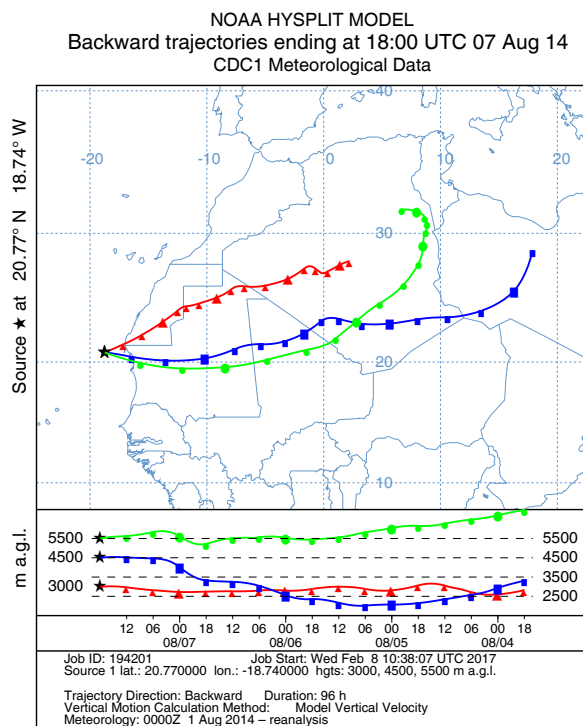 NOAA HYSPLIT MODEL
Backward trajectories ending at 18:00 UTC 07 Aug 14
CDC1 Meteorological Data
Source ★ at 20.77° N 18.74° W
40
-20 -10 0 10 20
30
20
10
m a.g.l.
5500 5500
4500 4500
3500
3000
2500
12 06 00 18 12 06 00 18 12 06 00 18 12 06 00 18
08/07 08/06 08/05 08/04
Job ID: 194201 Job Start: Wed Feb 8 10:38:07 UTC 2017
Source 1 lat.: 20.770000 lon.: -18.740000 hgts: 3000, 4500, 5500 m a.g.l.
Trajectory Direction: Backward Duration: 96 h
Vertical Motion Calculation Method: Model Vertical Velocity
Meteorology: 0000Z 1 Aug 2014 – reanalysis